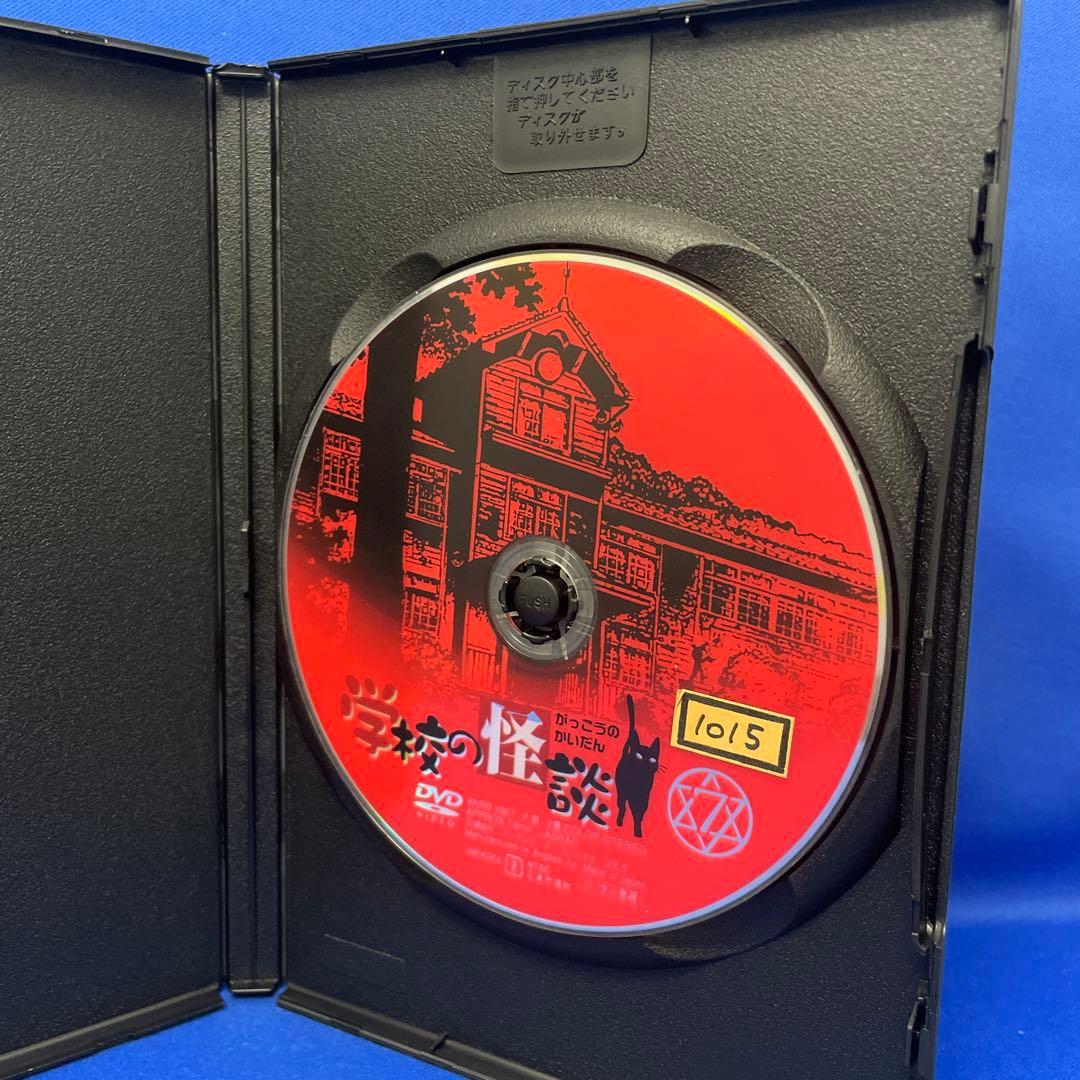 ディスク中心部を
指で押してください
ディスクが
取り外せます。
PUSH
学校の怪談
がっこうの
かいだん
1015
7
DVD
VIDEO
2